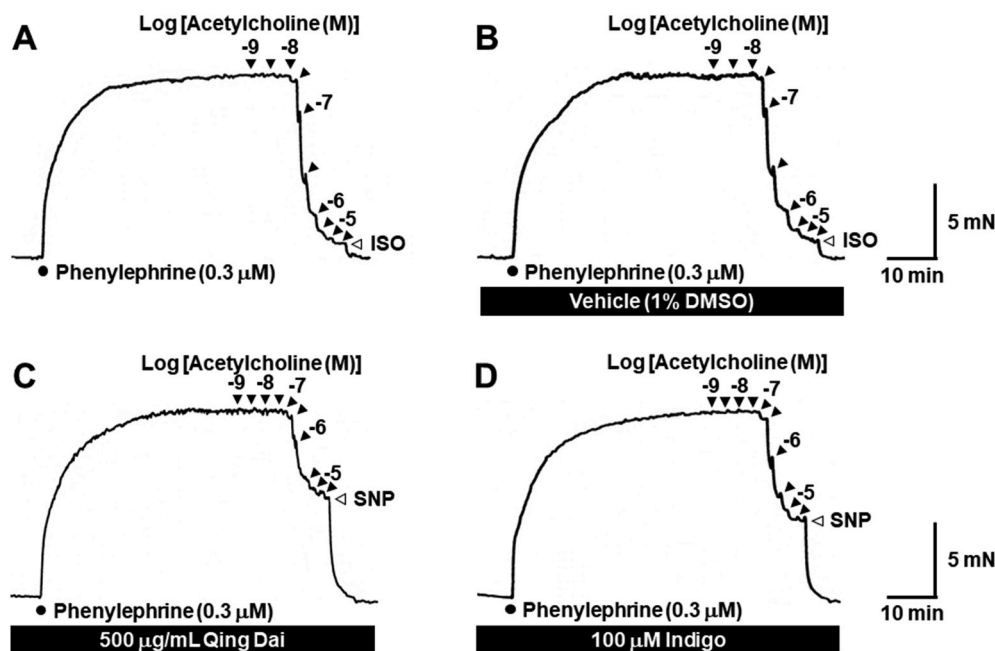 A
Log [Acetylcholine (M)]
-9 -8
-7
-6
-5
ISO
Phenylephrine (0.3 μM)
B
Log [Acetylcholine (M)]
-9 -8
-7
-6
-5
ISO
Phenylephrine (0.3 μM)
Vehicle (1% DMSO)
5 mN
10 min
C
Log [Acetylcholine (M)]
-9 -8 -7
-6
-5
SNP
Phenylephrine (0.3 μM)
500 μg/mL Qing Dai
D
Log [Acetylcholine (M)]
-9 -8 -7
-6
-5
SNP
Phenylephrine (0.3 μM)
100 μM Indigo
5 mN
10 min